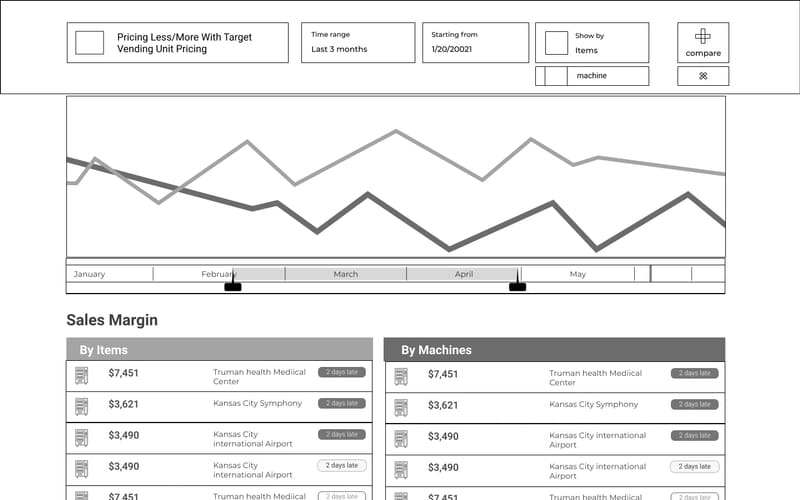 Pricing Less/More With Target
Vending Unit Pricing
Time range
Last 3 months
Starting from
1/20/20021
Show by
Items
compare
machine
January
February
March
April
May
Sales Margin
By Items
$7,451
Truman health Mediical
Center
2 days late
$3,621
Kansas City Symphony
2 days late
$3,490
Kansas City
international Airport
2 days late
$3,490
Kansas City
international Airport
2 days late
$7,451
Truman health Mediical
2 days late
By Machines
$7,451
Truman health Mediical
Center
2 days late
$3,621
Kansas City Symphony
2 days late
$3,490
Kansas City international
Airport
2 days late
$3,490
Kansas City international
Airport
2 days late
$7,451
Truman health Mediical
2 days late